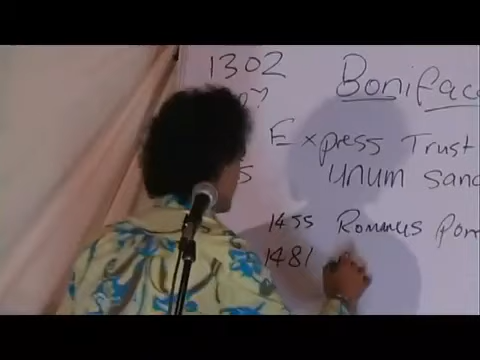 1302 Boniface
Express Trust
unum sanc
1455 Romanus pon
1481